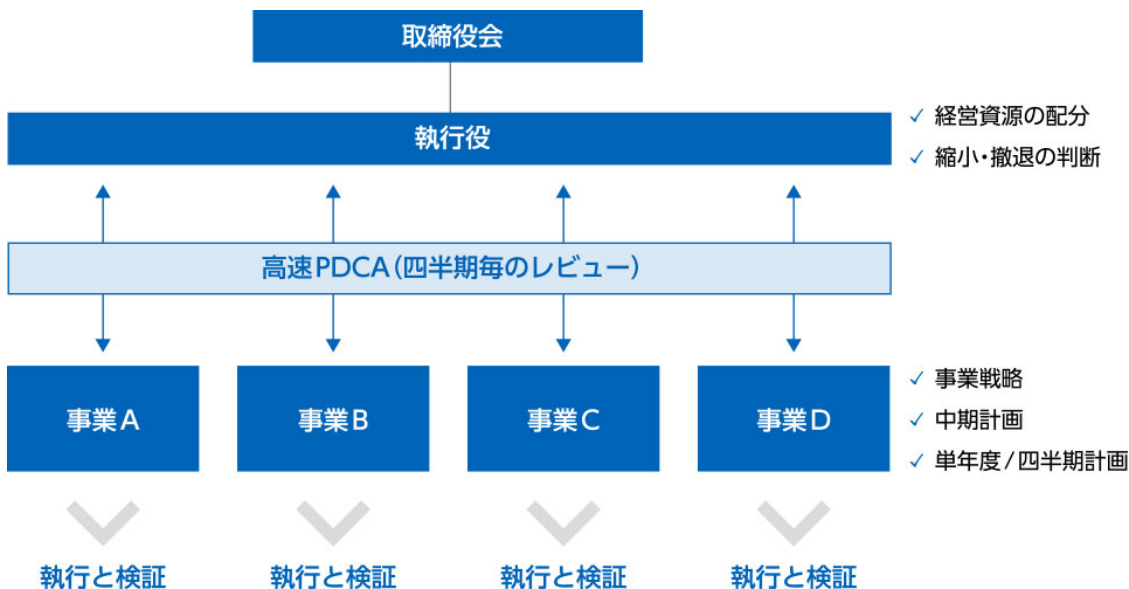 取締役会
執行役
✓ 経営資源の配分
✓ 縮小・撤退の判断
高速PDCA(四半期毎のレビュー)
事業A
事業B
事業C
事業D
✓ 事業戦略
✓ 中期計画
✓ 単年度/四半期計画
執行と検証
執行と検証
執行と検証
執行と検証